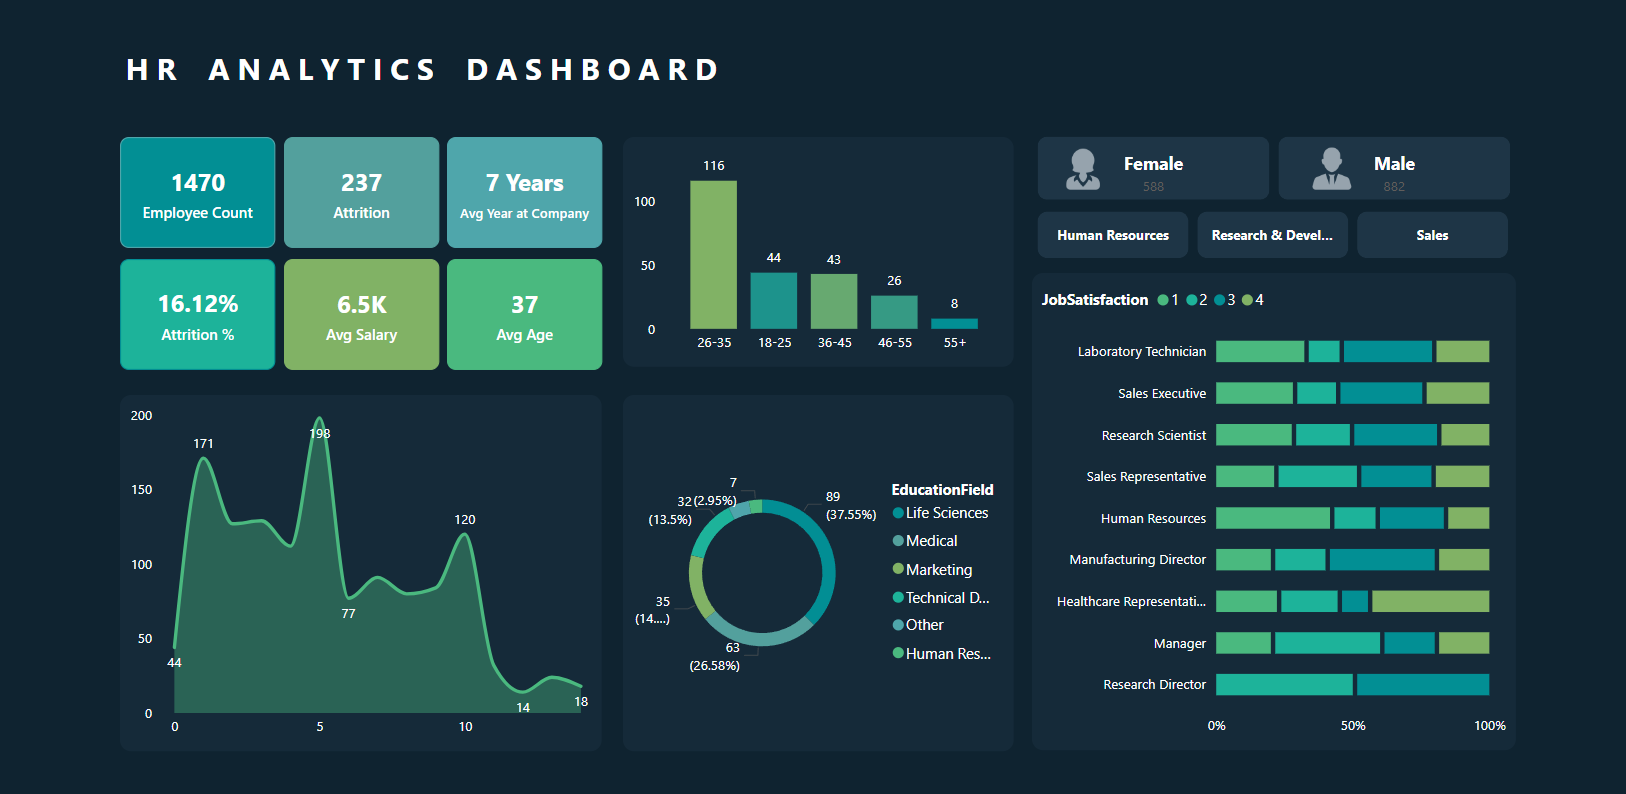 HR ANALYTICS DASHBOARD
1470
Employee Count
237
Attrition
7 Years
Avg Year at Company
16.12%
Attrition %
6.5K
Avg Salary
37
Avg Age
116
100
44
43
50
26
8
0
26-35 18-25 36-45 46-55 55+
Female
588
Male
882
Human Resources
Research & Devel...
Sales
200
198
171
150
120
100
77
50
44
14
18
0
0 5 10
7
(2.95%)
32
(13.5%)
89
(37.55%)
35
(14....)
63
(26.58%)
EducationField
Life Sciences
Medical
Marketing
Technical D...
Other
Human Res...
JobSatisfaction 1 2 3 4
Laboratory Technician
Sales Executive
Research Scientist
Sales Representative
Human Resources
Manufacturing Director
Healthcare Representati...
Manager
Research Director
0% 50% 100%